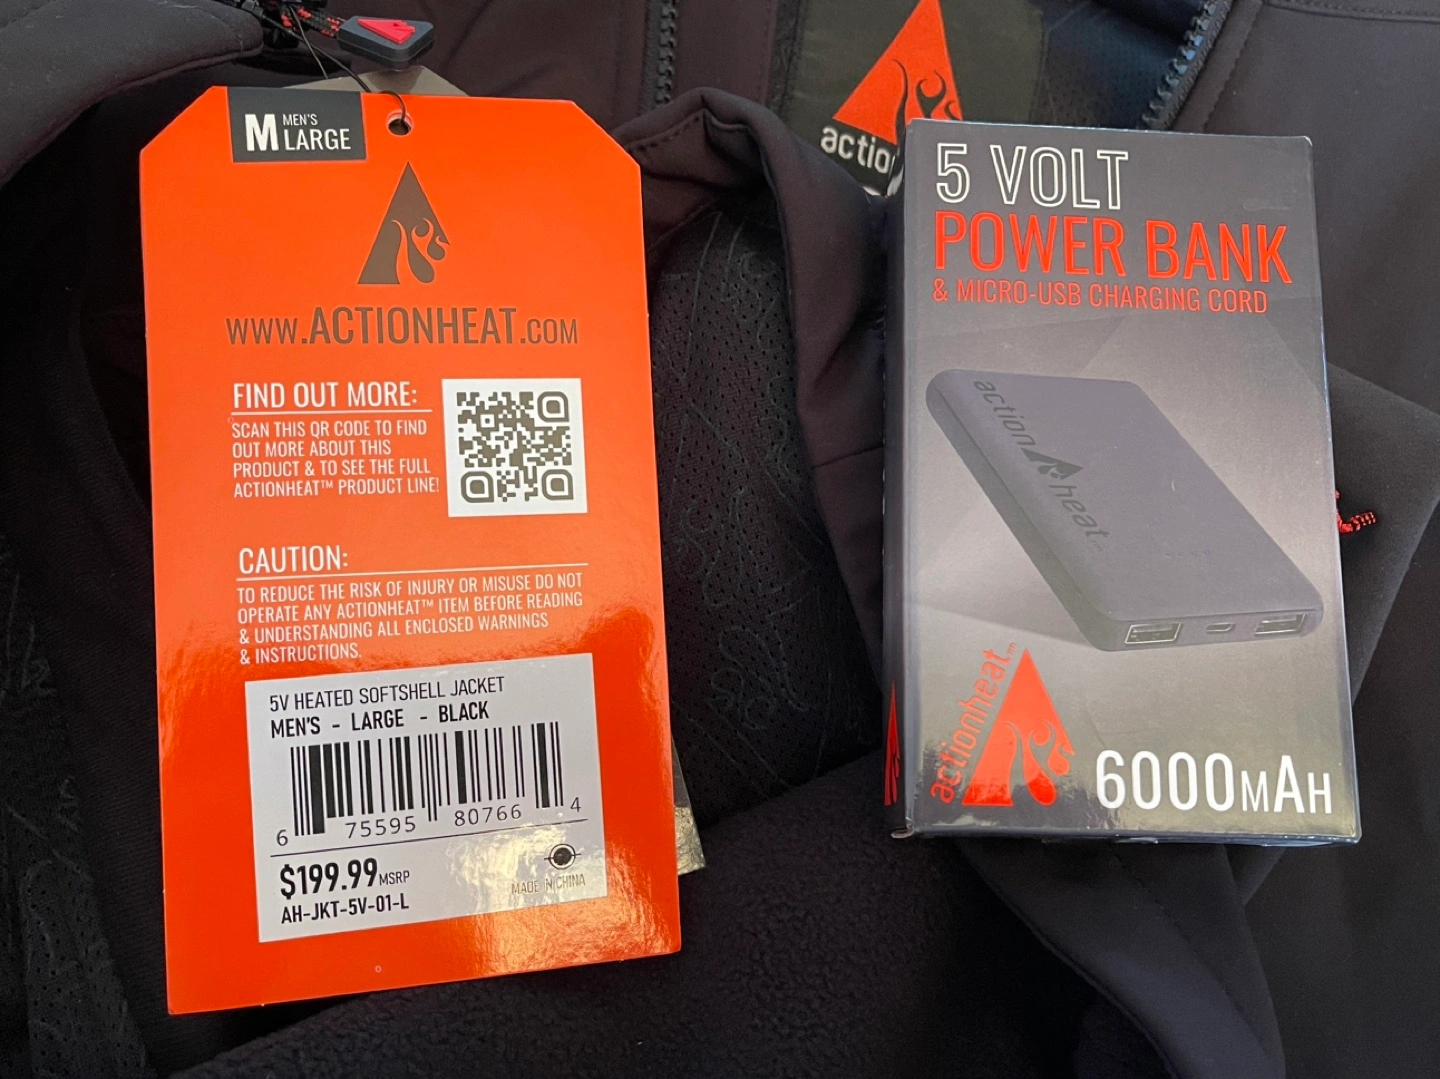 M MEN'S LARGE
WWW.ACTIONHEAT.COM
FIND OUT MORE:
SCAN THIS QR CODE TO FIND
OUT MORE ABOUT THIS
PRODUCT & TO SEE THE FULL
ACTIONHEAT™ PRODUCT LINE!
CAUTION:
TO REDUCE THE RISK OF INJURY OR MISUSE DO NOT
OPERATE ANY ACTIONHEAT™ ITEM BEFORE READING
& UNDERSTANDING ALL ENCLOSED WARNINGS
& INSTRUCTIONS.
5V HEATED SOFTSHELL JACKET
MEN'S - LARGE - BLACK
6 75595 80766 4
$199.99 MSRP
MADE IN CHINA
AH-JKT-5V-01-L
actio
5 VOLT
POWER BANK
& MICRO-USB CHARGING CORD
action heat™
actionheat™
6000MAH